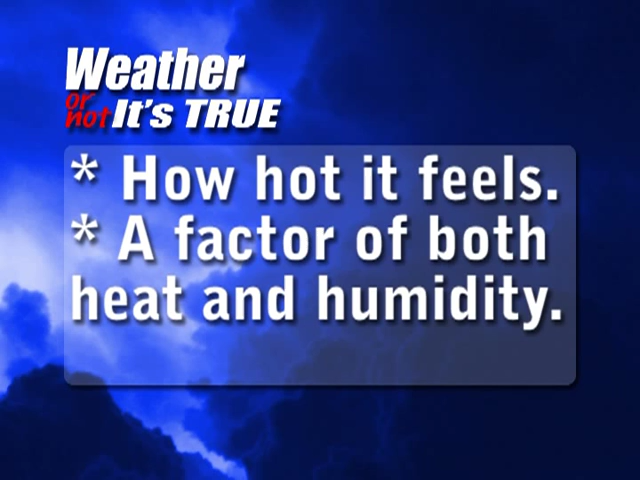 Weather
or
not It's TRUE
* How hot it feels.
* A factor of both
heat and humidity.